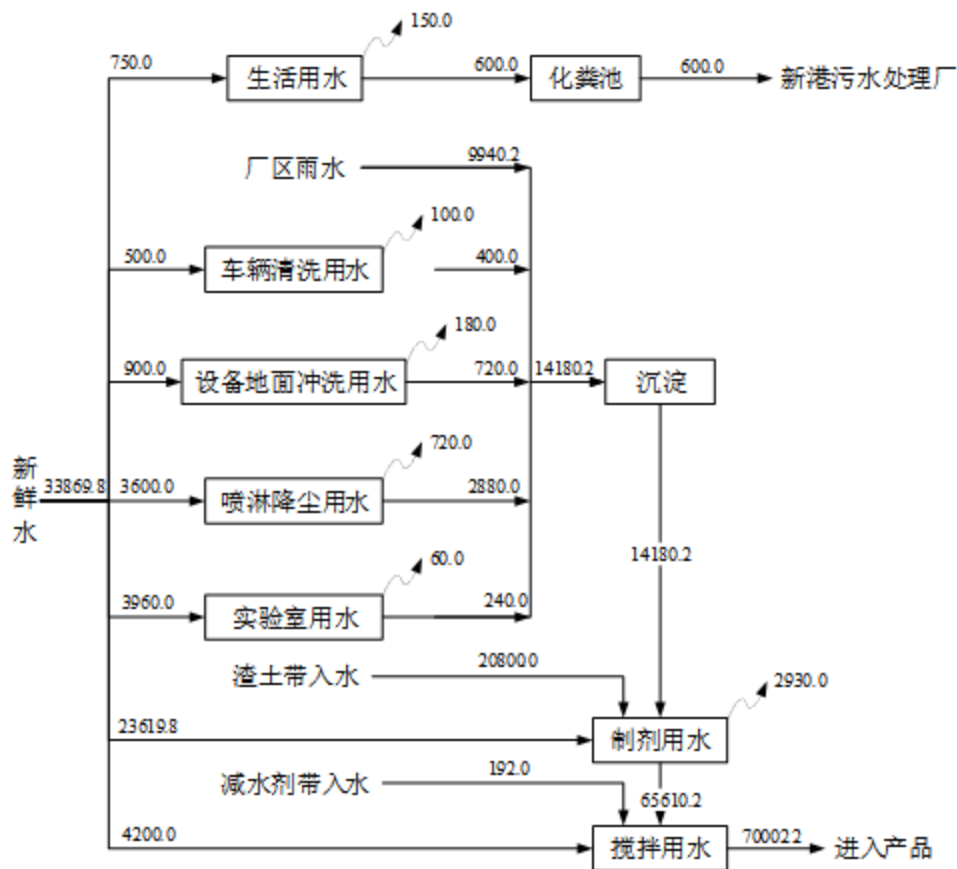 150.0
750.0
生活用水
600.0
化粪池
600.0
新港污水处理厂
厂区雨水
9940.2
100.0
500.0
车辆清洗用水
400.0
180.0
900.0
设备地面冲洗用水
720.0
14180.2
沉淀
720.0
新鲜水
33869.8
3600.0
喷淋降尘用水
2880.0
14180.2
60.0
3960.0
实验室用水
240.0
渣土带入水
20800.0
2930.0
23619.8
制剂用水
减水剂带入水
192.0
65610.2
4200.0
搅拌用水
70002.2
进入产品